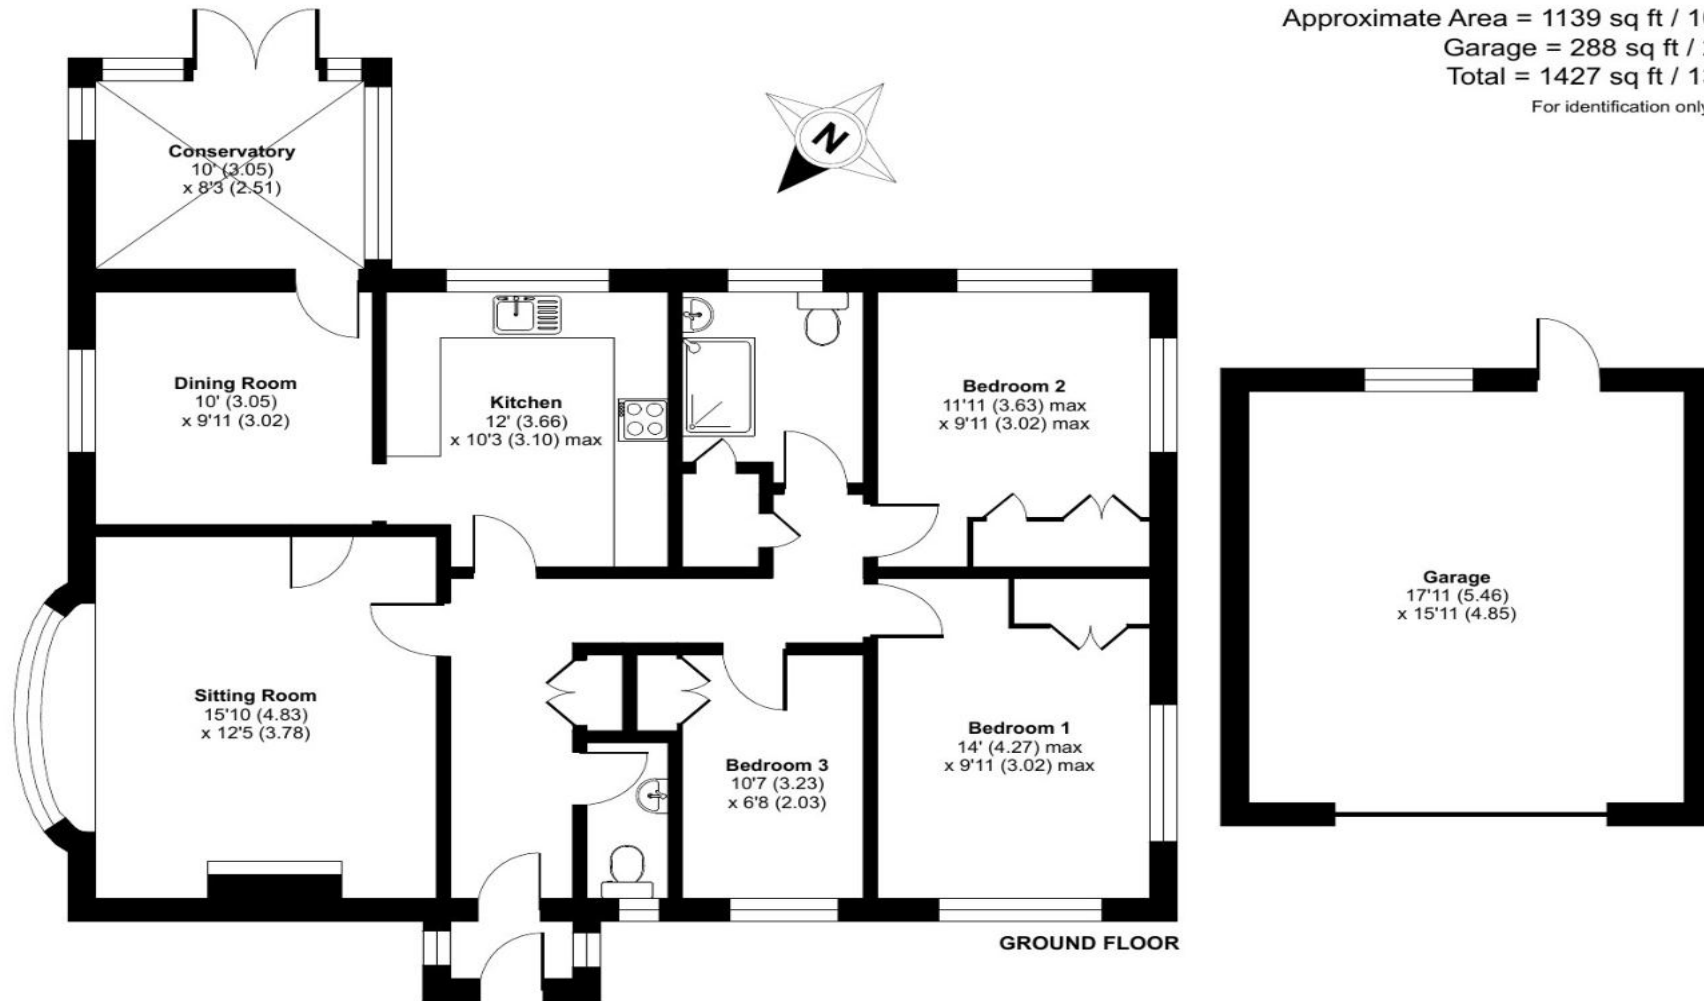 Approximate Area = 1139 sq ft /
Garage = 288 sq ft /
Total = 1427 sq ft /
For identification only
N
Conservatory
10' (3.05)
x 8'3 (2.51)
Dining Room
10' (3.05)
x 9'11 (3.02)
Kitchen
12' (3.66)
x 10'3 (3.10) max
Bedroom 2
11'11 (3.63) max
x 9'11 (3.02) max
Garage
17'11 (5.46)
x 15'11 (4.85)
Sitting Room
15'10 (4.83)
x 12'5 (3.78)
Bedroom 3
10'7 (3.23)
x 6'8 (2.03)
Bedroom 1
14' (4.27) max
x 9'11 (3.02) max
GROUND FLOOR